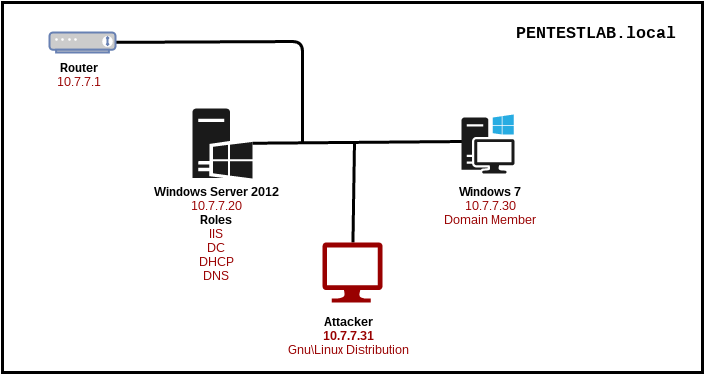 PENTESTLAB.local
Router
10.7.7.1
Windows Server 2012
10.7.7.20
Roles
IIS
DC
DHCP
DNS
Windows 7
10.7.7.30
Domain Member
Attacker
10.7.7.31
Gnu\Linux Distribution